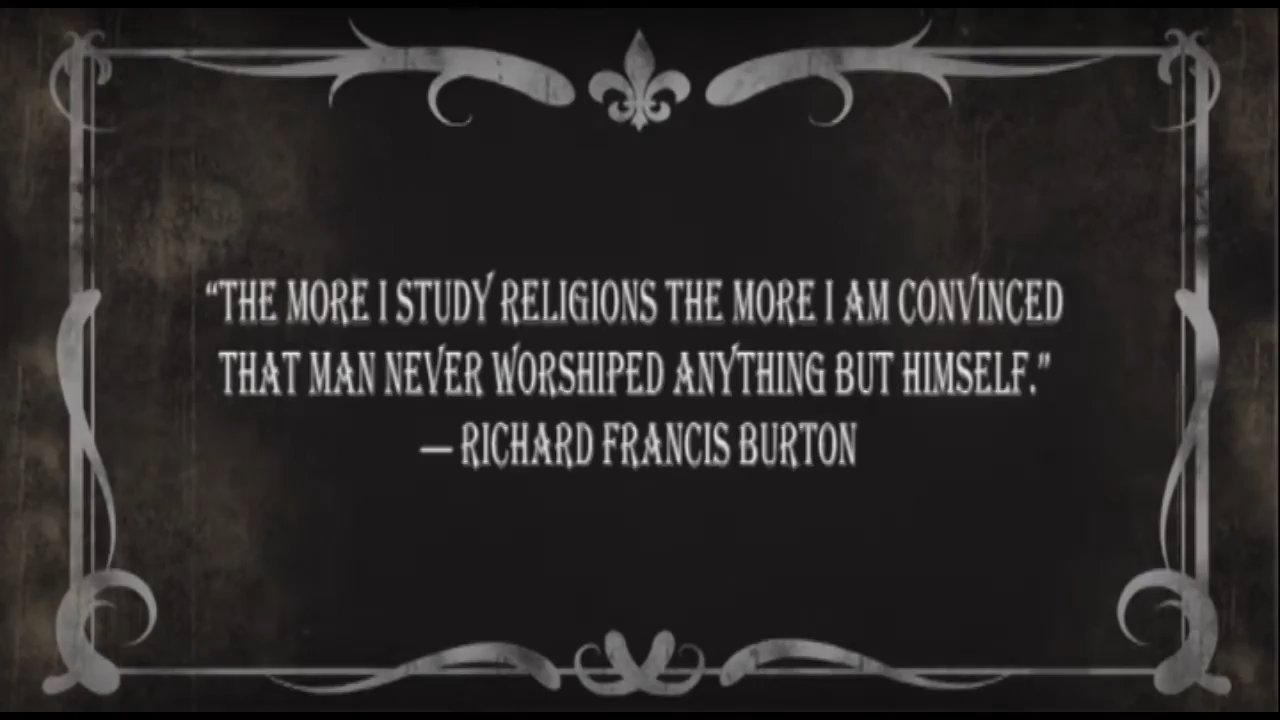 “THE MORE I STUDY RELIGIONS THE MORE I AM CONVINCED
THAT MAN NEVER WORSHIPED ANYTHING BUT HIMSELF.”
— RICHARD FRANCIS BURTON